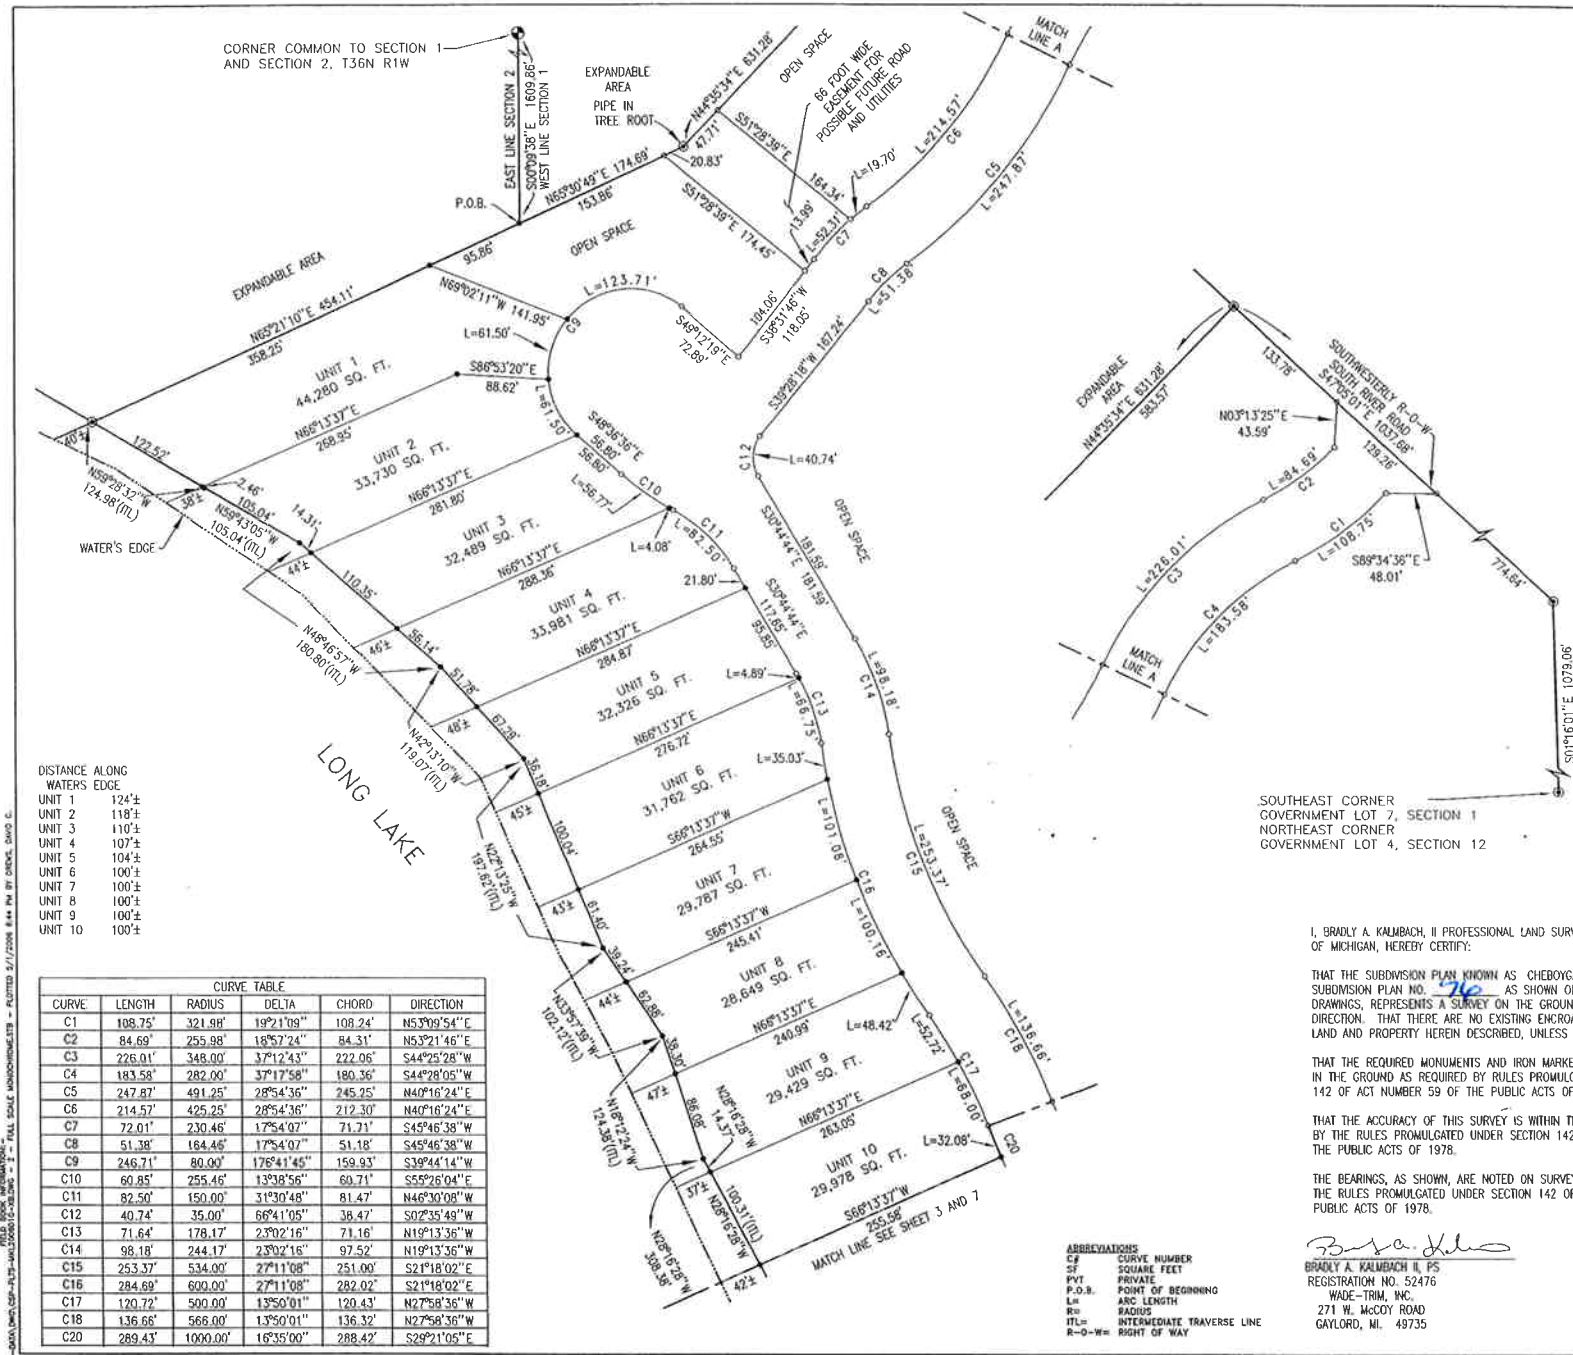 CORNER COMMON TO SECTION 1
AND SECTION 2, T36N R1W
EAST LINE SECTION 2
S00°09'38"E 1609.86'
WEST LINE SECTION 1
EXPANDABLE
AREA
PIPE IN
TREE ROOT
N44°35'34"E 631.28'
47.71'
OPEN SPACE
66 FOOT WIDE
EASEMENT FOR
POSSIBLE FUTURE ROAD
AND UTILITIES
MATCH
LINE A
L=214.57'
C6
C5
L=247.87'
S51°28'39"E
164.34'
L=19.70'
20.83'
N65°30'49"E 174.69'
153.86'
S51°28'39"E 174.45'
13.99'
L=52.31'
C7
P.O.B.
OPEN SPACE
95.86'
EXPANDABLE AREA
N65°21'10"E 454.11'
358.25'
N69°02'11"W 141.95'
L=123.71'
C9
L=61.50'
S49°12'19"E
72.89'
104.06'
S38°31'46"W
118.05'
C8
L=51.38'
S39°28'18"W 167.24'
UNIT 1
44,280 SQ. FT.
S86°53'20"E
88.62'
L=61.50'
N66°13'37"E
268.95'
40'±
122.52'
UNIT 2
33,730 SQ. FT.
S48°36'36"E
56.80'
56.80'
C12
L=40.74'
N59°28'32"W
124.98'(ITL)
2.46'
38'±
N59°43'05"W
105.04'(ITL)
105.04'
14.31'
N66°13'37"E
281.80'
L=56.77'
C10
WATER'S EDGE
44'±
UNIT 3
32,489 SQ. FT.
L=4.08'
C11
L=82.50'
OPEN SPACE
S30°44'44"E 181.59'
181.59'
N66°13'37"E
288.36'
21.80'
110.35'
UNIT 4
33,981 SQ. FT.
S30°44'44"E
117.65'
95.85'
N48°46'57"W
180.80'(ITL)
46'±
56.14'
N66°13'37"E
284.87'
51.78'
UNIT 5
32,326 SQ. FT.
L=4.89'
C13
L=66.75'
L=98.18'
C14
48'±
67.29'
N42°13'10"W
119.07'(ITL)
N66°13'37"E
276.72'
L=35.03'
36.18'
UNIT 6
31,762 SQ. FT.
LONG LAKE
45'±
S66°13'37"W
264.55'
100.04'
L=101.06'
OPEN SPACE
N22°13'25"W
197.62'(ITL)
UNIT 7
29,787 SQ. FT.
C16
L=253.37'
C15
43'±
61.40'
S66°13'37"W
245.41'
L=100.16'
39.24'
UNIT 8
28,649 SQ. FT.
44'±
N33°57'39"W
102.12'(ITL)
62.88'
N66°13'37"E
240.99'
L=48.42'
L=52.72'
38.30'
UNIT 9
29,429 SQ. FT.
C17
L=68.00'
L=136.66'
C18
47'±
N18°12'24"W
124.38'(ITL)
86.08'
N28°16'28"W
14.37'
N66°13'37"E
263.05'
L=32.08'
C20
37'±
UNIT 10
29,978 SQ. FT.
N28°16'28"W
100.31'(ITL)
S66°13'37"W
255.58'
N28°16'28"W
308.38'
42'±
MATCH LINE SEE SHEET 3 AND 7
133.78'
SOUTHWESTERLY R-O-W
SOUTH RIVER ROAD
S47°05'01"E 1037.68'
129.26'
EXPANDABLE
AREA
N44°35'34"E 631.28'
583.57'
N03°13'25"E
43.59'
L=84.69'
C2
C1
L=108.75'
S89°34'36"E
48.01'
774.64'
L=226.01'
C3
C4
L=183.58'
MATCH
LINE A
S01°16'01"E 1079.06'
SOUTHEAST CORNER
GOVERNMENT LOT 7, SECTION 1
NORTHEAST CORNER
GOVERNMENT LOT 4, SECTION 12
DISTANCE ALONG
WATERS EDGE
UNIT 1 124'±
UNIT 2 118'±
UNIT 3 110'±
UNIT 4 107'±
UNIT 5 104'±
UNIT 6 100'±
UNIT 7 100'±
UNIT 8 100'±
UNIT 9 100'±
UNIT 10 100'±
CURVE TABLE
CURVE LENGTH RADIUS DELTA CHORD DIRECTION
C1 108.75' 321.98' 19°21'09" 108.24' N53°09'54"E
C2 84.69' 255.98' 18°57'24" 84.31' N53°21'46"E
C3 226.01' 348.00' 37°12'43" 222.06' S44°25'28"W
C4 183.58' 282.00' 37°17'58" 180.36' S44°28'05"W
C5 247.87' 491.25' 28°54'36" 245.25' N40°16'24"E
C6 214.57' 425.25' 28°54'36" 212.30' N40°16'24"E
C7 72.01' 230.46' 17°54'07" 71.71' S45°46'38"W
C8 51.38' 164.46' 17°54'07" 51.18' S45°46'38"W
C9 246.71' 80.00' 176°41'45" 159.93' S39°44'14"W
C10 60.85' 255.46' 13°38'56" 60.71' S55°26'04"E
C11 82.50' 150.00' 31°30'48" 81.47' N46°30'08"W
C12 40.74' 35.00' 66°41'05" 38.47' S02°35'49"W
C13 71.64' 178.17' 23°02'16" 71.16' N19°13'36"W
C14 98.18' 244.17' 23°02'16" 97.52' N19°13'36"W
C15 253.37' 534.00' 27°11'08" 251.00' S21°18'02"E
C16 284.69' 600.00' 27°11'08" 282.02' S21°18'02"E
C17 120.72' 500.00' 13°50'01" 120.43' N27°58'36"W
C18 136.66' 566.00' 13°50'01" 136.32' N27°58'36"W
C20 289.43' 1000.00' 16°35'00" 288.42' S29°21'05"E
ABBREVIATIONS
C# CURVE NUMBER
SF SQUARE FEET
PVT PRIVATE
P.O.B. POINT OF BEGINNING
L= ARC LENGTH
R= RADIUS
ITL= INTERMEDIATE TRAVERSE LINE
R-O-W= RIGHT OF WAY
I, BRADLY A. KALMBACH, II PROFESSIONAL LAND SURV
OF MICHIGAN, HEREBY CERTIFY:
THAT THE SUBDIVISION PLAN KNOWN AS CHEBOYG
SUBDIVISION PLAN NO. 76 AS SHOWN O
DRAWINGS, REPRESENTS A SURVEY ON THE GROUN
DIRECTION. THAT THERE ARE NO EXISTING ENCRO
LAND AND PROPERTY HEREIN DESCRIBED, UNLESS
THAT THE REQUIRED MONUMENTS AND IRON MARKE
IN THE GROUND AS REQUIRED BY RULES PROMULG
142 OF ACT NUMBER 59 OF THE PUBLIC ACTS OF
THAT THE ACCURACY OF THIS SURVEY IS WITHIN T
BY THE RULES PROMULGATED UNDER SECTION 142
THE PUBLIC ACTS OF 1978.
THE BEARINGS, AS SHOWN, ARE NOTED ON SURVE
THE RULES PROMULGATED UNDER SECTION 142 OF
PUBLIC ACTS OF 1978.
BRADLY A. KALMBACH II, PS
REGISTRATION NO. 52476
WADE-TRIM, INC.
271 W. McCOY ROAD
GAYLORD, MI. 49735